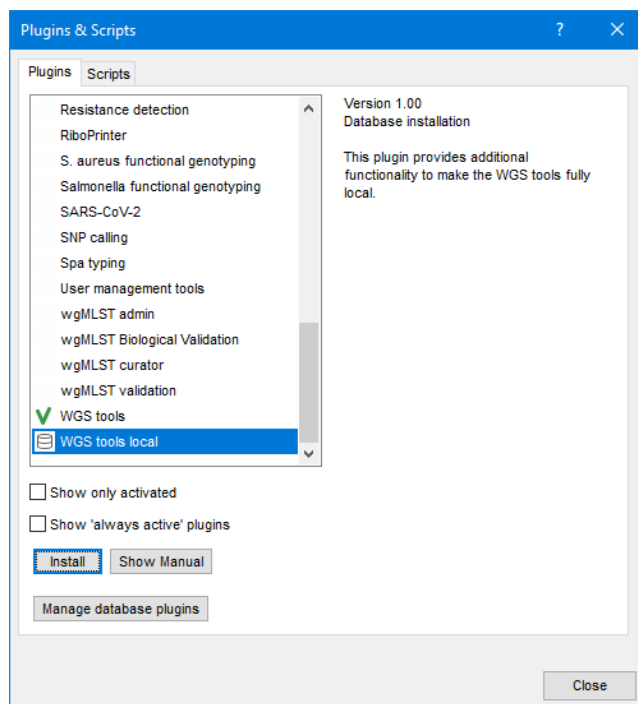 Plugins & Scripts
?
Plugins
Scripts
Resistance detection
Version 1.00
Database installation
RiboPrinter
S. aureus functional genotyping
This plugin provides additional
functionality to make the WGS tools fully
local.
Salmonella functional genotyping
SARS-CoV-2
SNP calling
Spa typing
User management tools
wgMLST admin
wgMLST Biological Validation
wgMLST curator
wgMLST validation
WGS tools
WGS tools local
Show only activated
Show 'always active' plugins
Install
Show Manual
Manage database plugins
Close